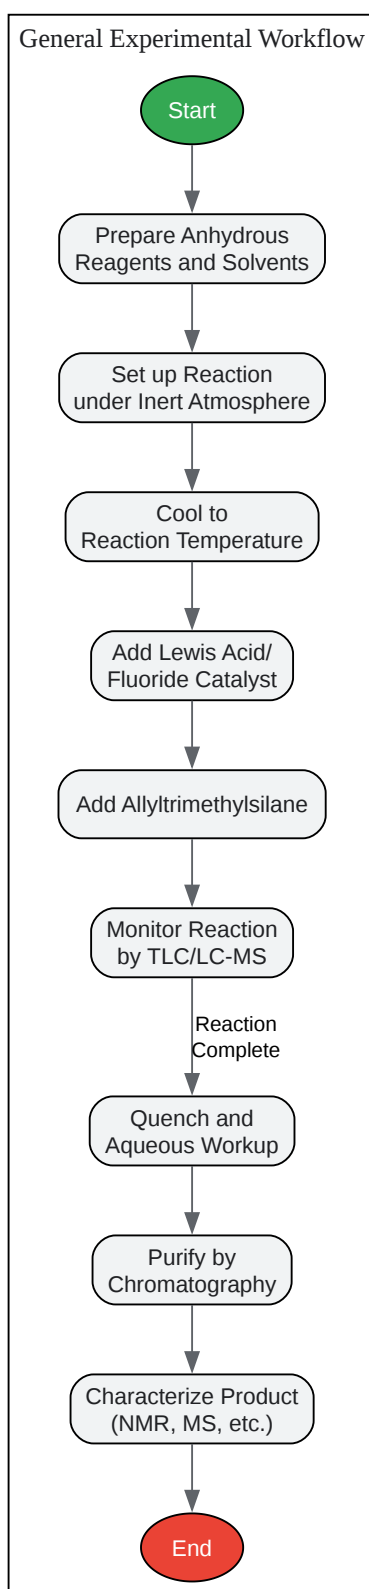 General Experimental Workflow
Start
Prepare Anhydrous
Reagents and Solvents
Set up Reaction
under Inert Atmosphere
Cool to
Reaction Temperature
Add Lewis Acid/
Fluoride Catalyst
Add Allyltrimethylsilane
Monitor Reaction
by TLC/LC-MS
Reaction
Complete
Quench and
Aqueous Workup
Purify by
Chromatography
Characterize Product
(NMR, MS, etc.)
End